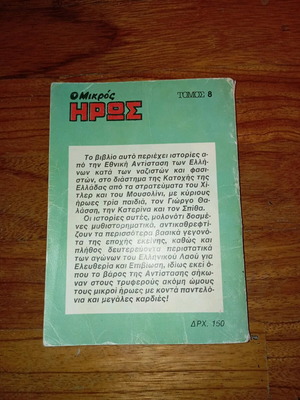 Ο Μικρός
ΤΟΜΟΣ 8
ΗΡΩΣ
Το βιβλίο αυτό περιέχει ιστορίες α-
πό την Εθνική Αντίσταση των Ελλή-
νων κατά των ναζιστών και φασι-
στών, στο διάστημα της Κατοχής της
Ελλάδας από τα στρατεύματα του Χί-
τλερ και του Μουσολίνι, με κύριους
ήρωες τρία παιδιά, τον Γιώργο Θα-
λάσση, την Κατερίνα και τον Σπίθα.
Οι ιστορίες αυτές, μολονότι δοσμέ-
νες μυθιστορηματικά, αντικαθρεφτί-
ζουν τα περισσότερα βασικά γεγονό-
τα της εποχής εκείνης, καθώς και
πλήθος δευτερεύοντα περιστατικά
των αγώνων του Ελληνικού Λαού για
Ελευθερία και Επιβίωση, ιδίως εκεί ό-
που το βάρος της Αντίστασης σήκω-
ναν στους τρυφερούς ακόμη ώμους
τους μικροί ήρωες με κοντά παντελό-
νια και μεγάλες καρδιές!
ΔΡΧ. 150